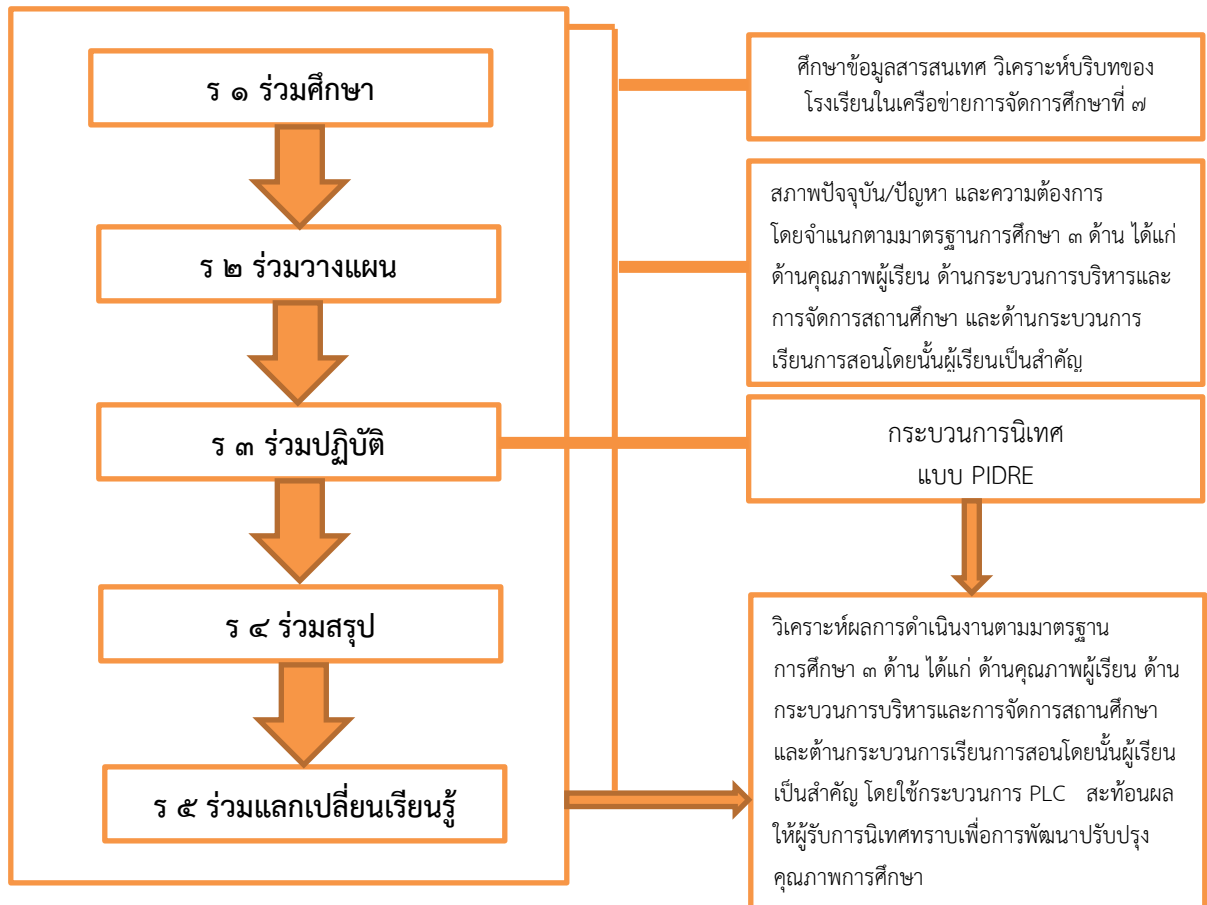 ร ๑ ร่วมศึกษา
ร ๒ ร่วมวางแผน
ร ๓ ร่วมปฏิบัติ
ร ๔ ร่วมสรุป
ร ๕ ร่วมแลกเปลี่ยนเรียนรู้
ศึกษาข้อมูลสารสนเทศ วิเคราะห์บริบทของ
โรงเรียนในเครือข่ายการจัดการศึกษาที่ ๗
สภาพปัจจุบัน/ปัญหา และความต้องการ
โดยจำแนกตามมาตรฐานการศึกษา ๓ ด้าน ได้แก่
ด้านคุณภาพผู้เรียน ด้านกระบวนการบริหารและ
การจัดการสถานศึกษา และด้านกระบวนการ
เรียนการสอนโดยนั้นผู้เรียนเป็นสำคัญ
กระบวนการนิเทศ
แบบ PIDRE
วิเคราะห์ผลการดำเนินงานตามมาตรฐาน
การศึกษา ๓ ด้าน ได้แก่ ด้านคุณภาพผู้เรียน ด้าน
กระบวนการบริหารและการจัดการสถานศึกษา
และต้านกระบวนการเรียนการสอนโดยนั้นผู้เรียน
เป็นสำคัญ โดยใช้กระบวนการ PLC สะท้อนผล
ให้ผู้รับการนิเทศทราบเพื่อการพัฒนาปรับปรุง
คุณภาพการศึกษา